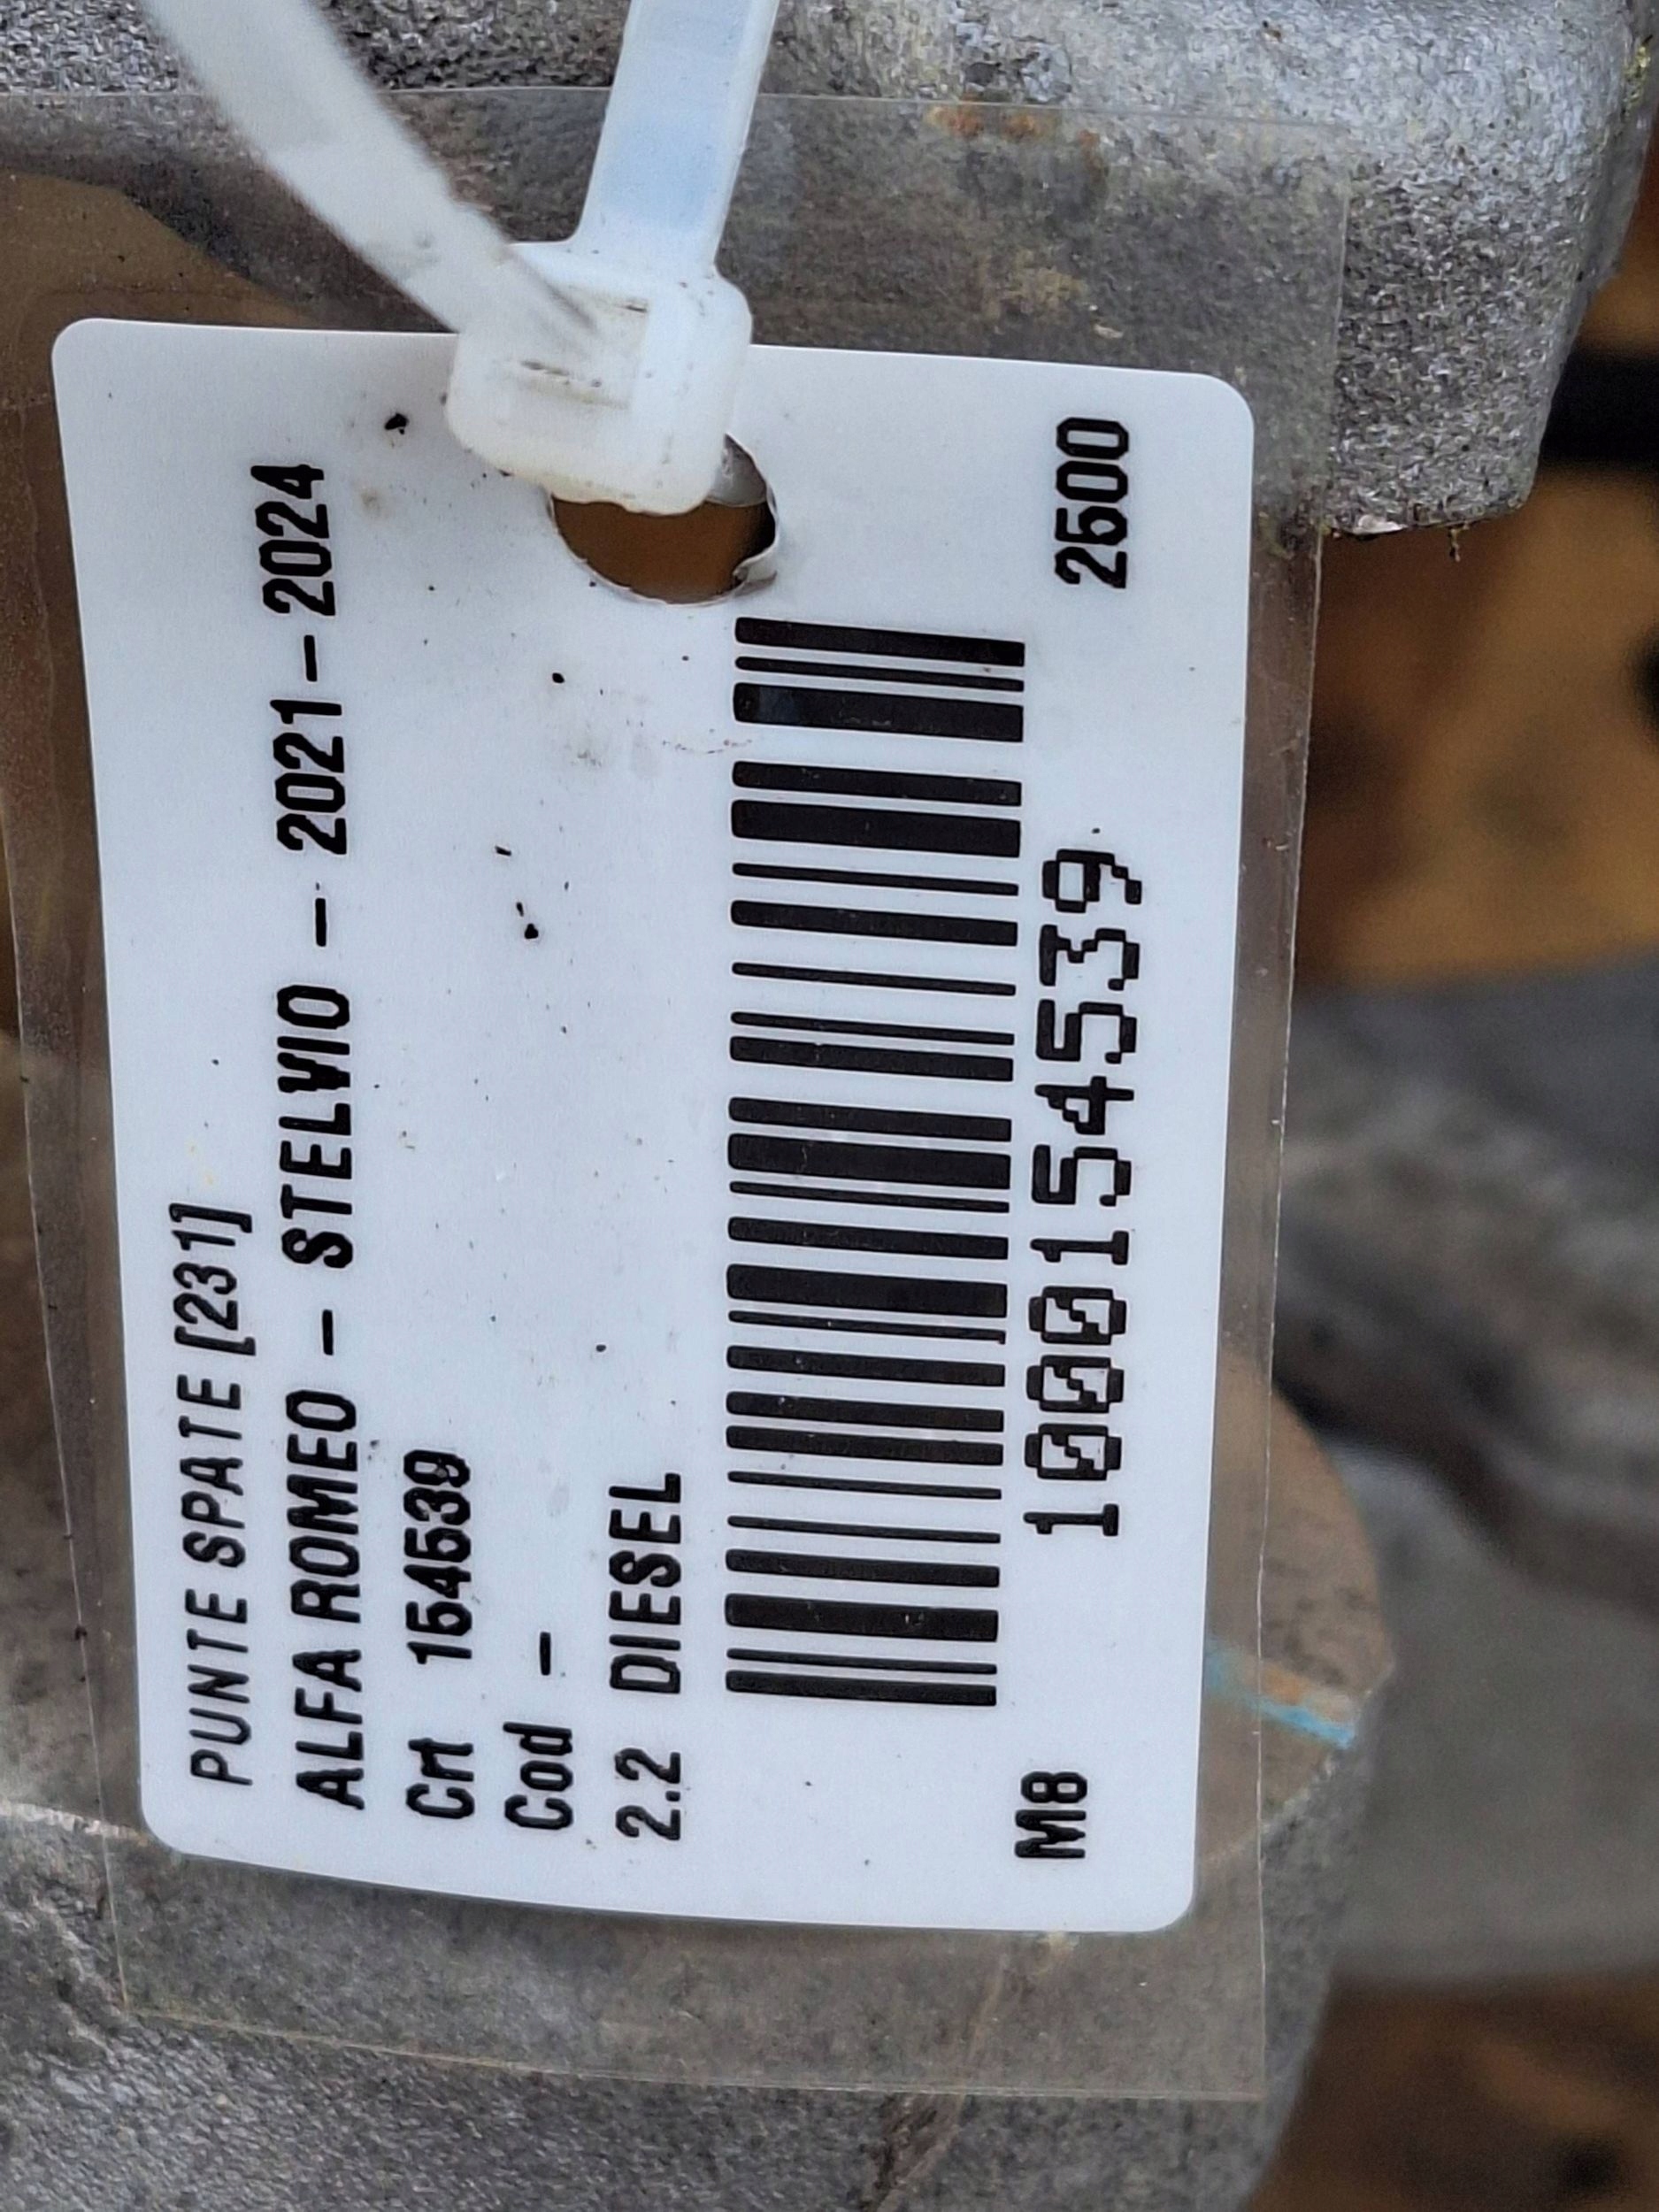 PUNTE SPATE [231]
ALFA ROMEO - STELVIO - 2021-2024
Crt 154539
Cod -
2.2 DIESEL
1000154539
M8 2500